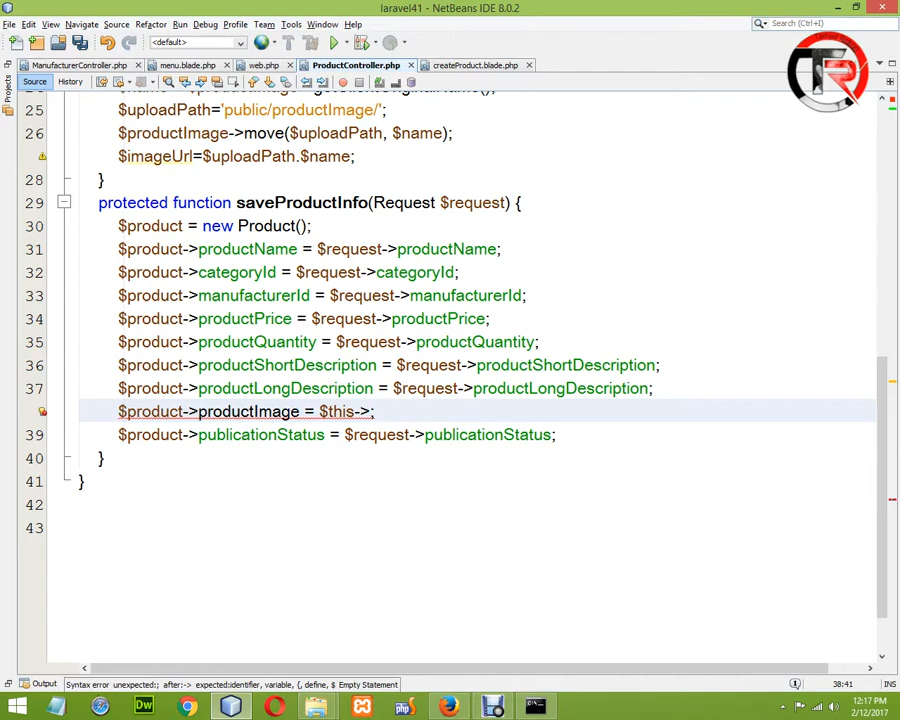 laravel41 - NetBeans IDE 8.0.2
File Edit View Navigate Source Refactor Run Debug Profile Team Tools Window Help
<default> Search (Ctrl+I)
ManufacturerController.php menu.blade.php web.php ProductController.php createProduct.blade.php
Source History
Projects
25 $uploadPath='public/productImage/';
26 $productImage->move($uploadPath, $name);
$imageUrl=$uploadPath.$name;
28 }
29 protected function saveProductInfo(Request $request) {
30 $product = new Product();
31 $product->productName = $request->productName;
32 $product->categoryId = $request->categoryId;
33 $product->manufacturerId = $request->manufacturerId;
34 $product->productPrice = $request->productPrice;
35 $product->productQuantity = $request->productQuantity;
36 $product->productShortDescription = $request->productShortDescription;
37 $product->productLongDescription = $request->productLongDescription;
$product->productImage = $this->;
39 $product->publicationStatus = $request->publicationStatus;
40 }
41 }
42
43
Output Syntax error unexpected:; after:-> expected:identifier, variable, {, define, $ Empty Statement 38:41 INS
12:17 PM
2/12/2017